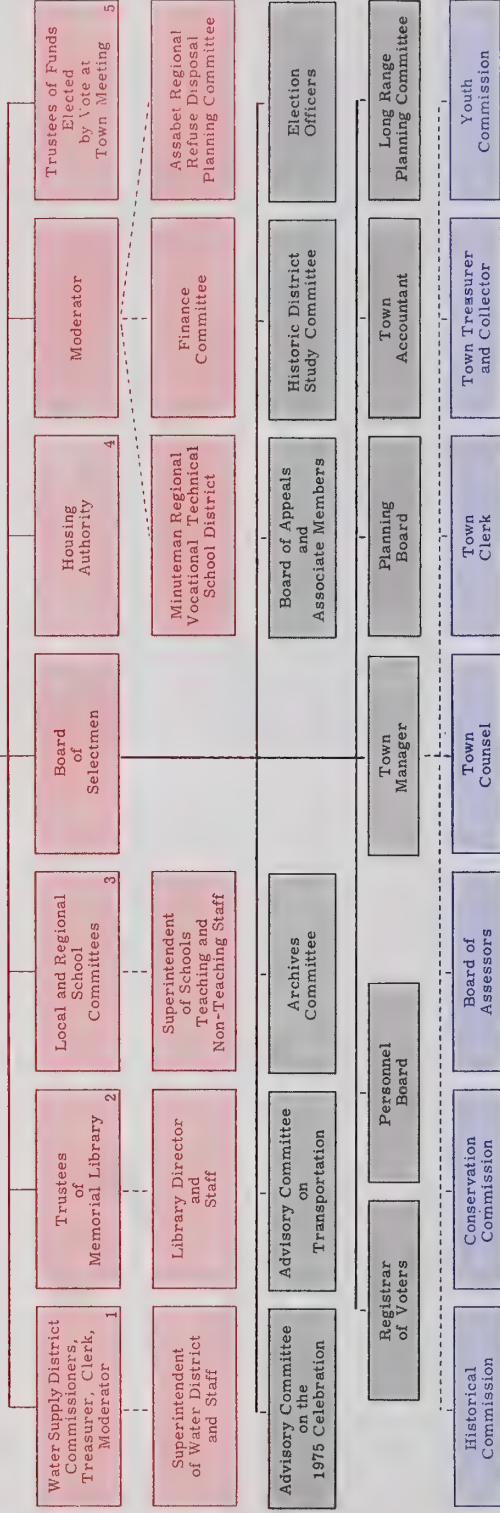 Water Supply District
Commissioners,
Treasurer, Clerk,
Moderator
1
Trustees
of
Memorial Library
2
Local and Regional
School
Committees
3
Board
of
Selectmen
Housing
Authority
4
Moderator
Trustees of Funds
Elected
by Vote at
Town Meeting
5
Superintendent
of Water District
and Staff
Library Director
and
Staff
Superintendent
of Schools
Teaching and
Non-Teaching Staff
Minuteman Regional
Vocational Technical
School District
Finance
Committee
Assabet Regional
Refuse Disposal
Planning Committee
Advisory Committee
on the
1975 Celebration
Advisory Committee
on
Transportation
Archives
Committee
Board of Appeals
and
Associate Members
Historic District
Study Committee
Election
Officers
Registrar
of Voters
Personnel
Board
Town
Manager
Planning
Board
Town
Accountant
Long Range
Planning Committee
Historical
Commission
Conservation
Commission
Board of
Assessors
Town
Counsel
Town
Clerk
Town Treasurer
and Collector
Youth
Commission